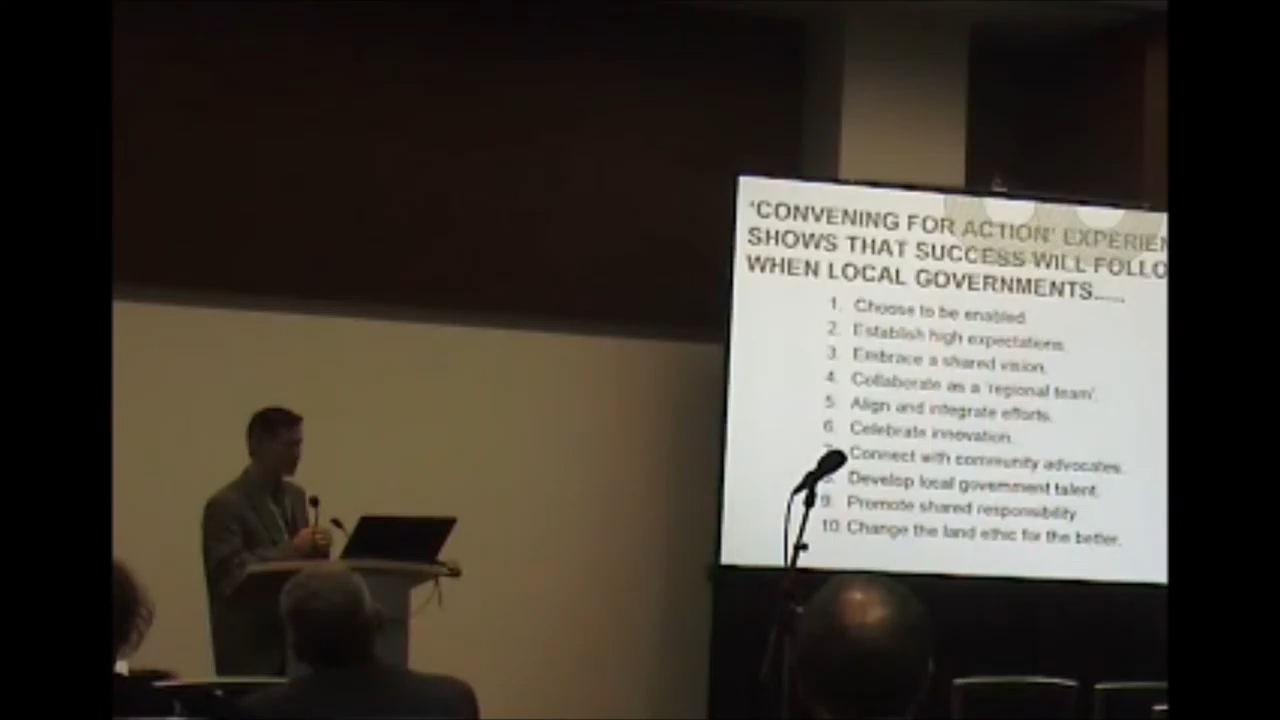 ‘CONVENING FOR ACTION’ EXPERIEN
SHOWS THAT SUCCESS WILL FOLLO
WHEN LOCAL GOVERNMENTS.....
1. Choose to be enabled.
2. Establish high expectations.
3. Embrace a shared vision.
4. Collaborate as a ‘regional team’.
5. Align and integrate efforts.
6. Celebrate innovation.
7. Connect with community advocates.
8. Develop local government talent.
9. Promote shared responsibility
10. Change the land ethic for the better.